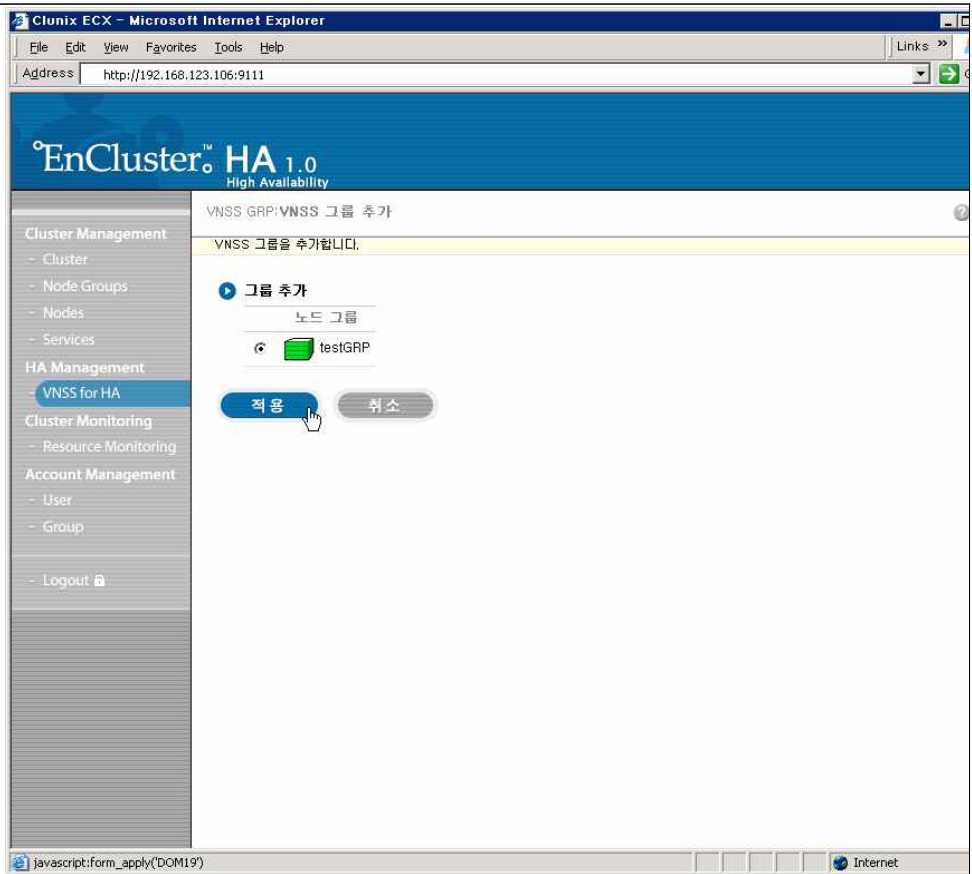 Clunix ECX - Microsoft Internet Explorer
File Edit View Favorites Tools Help
Links »
Address http://192.168.123.106:9111
EnCluster™ HA 1.0
High Availability
VNSS GRP:VNSS 그룹 추가
VNSS 그룹을 추가합니다.
Cluster Management
- Cluster
- Node Groups
- Nodes
- Services
HA Management
- VNSS for HA
Cluster Monitoring
- Resource Monitoring
Account Management
- User
- Group
- Logout
그룹 추가
노드 그룹
testGRP
적용 취소
javascript:form_apply('DOM19')
Internet